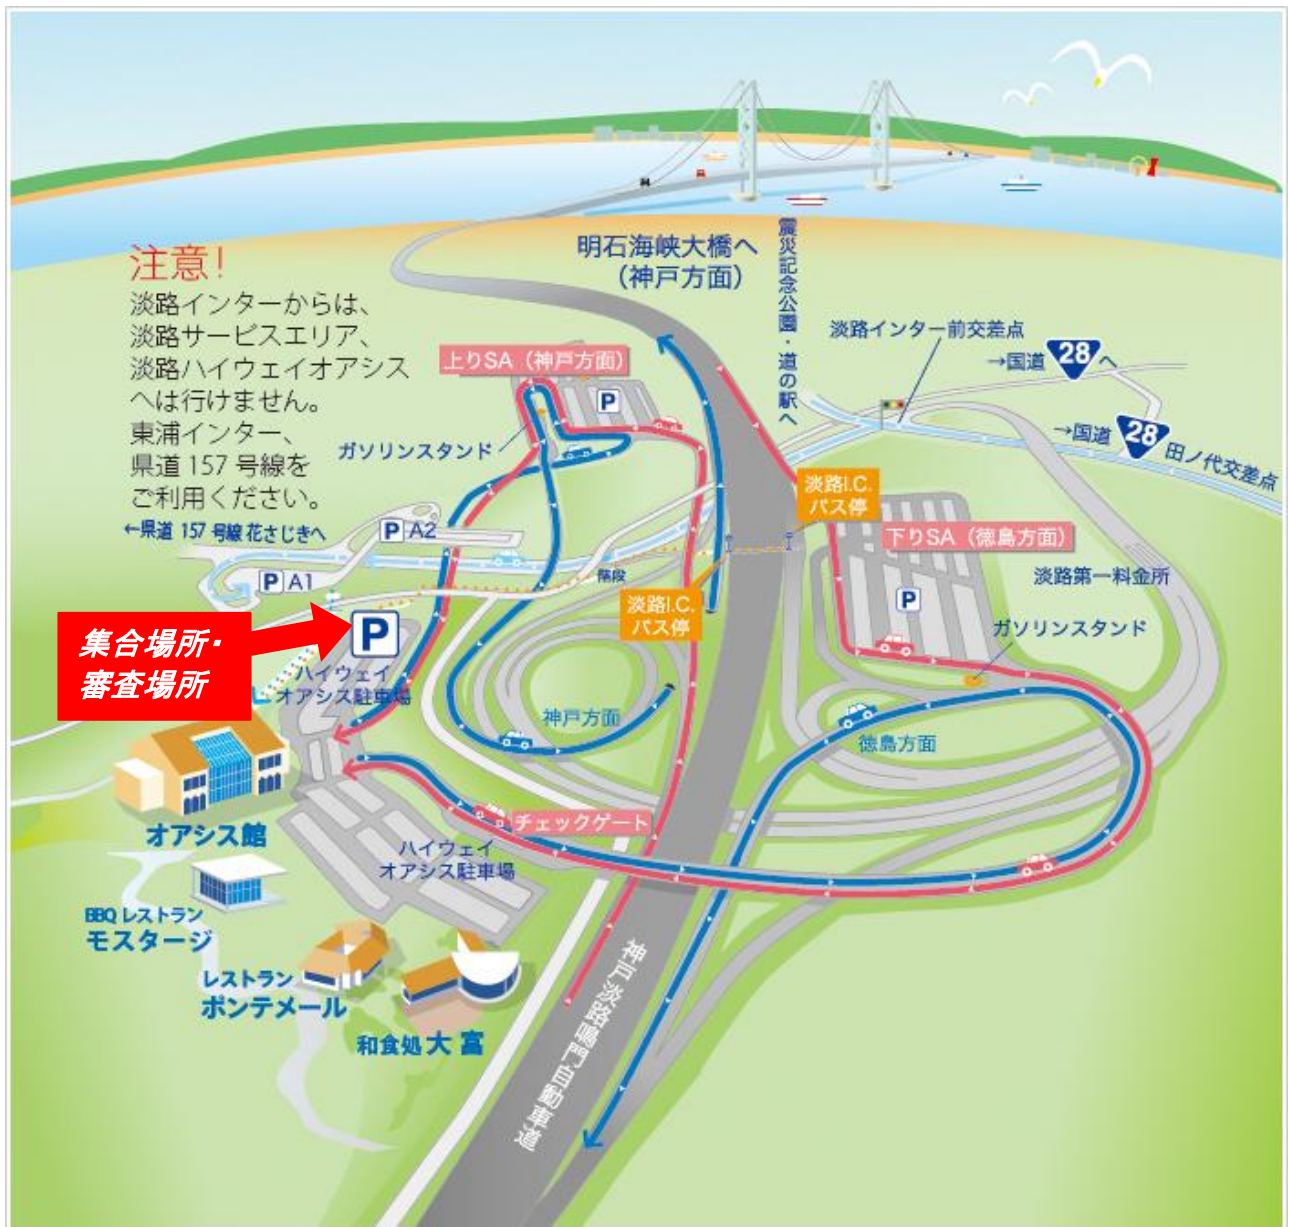 明石海峡大橋へ
（神戸方面）
震災記念公園・道の駅へ
注意！
淡路インターからは、
淡路サービスエリア、
淡路ハイウェイオアシス
へは行けません。
東浦インター、
県道 157 号線を
ご利用ください。
←県道 157 号線 花さじきへ
淡路インター前交差点
→国道 28 へ
→国道 28 田ノ代交差点
上りSA（神戸方面）
P
ガソリンスタンド
P A2
P A1
階段
淡路I.C.
バス停
淡路I.C.
バス停
下りSA（徳島方面）
P
淡路第一料金所
ガソリンスタンド
集合場所・
審査場所
P
ハイウェイ
オアシス駐車場
神戸方面
徳島方面
オアシス館
チェックゲート
ハイウェイ
オアシス駐車場
BBQ レストラン
モスタージ
レストラン
ポンテメール
和食処 大富
神戸淡路鳴門自動車道